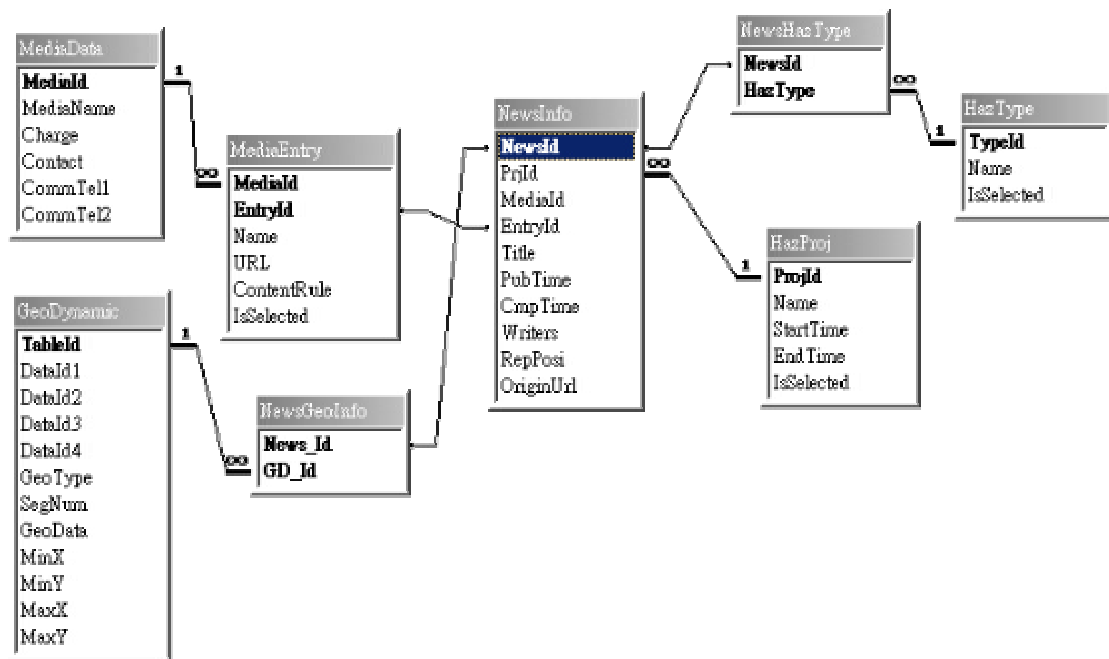 MediaData
MediaId
MediaName
Charge
Contact
CommTel1
CommTel2
1
∞
MediaEntry
MediaId
EntryId
Name
URL
ContentRule
IsSelected
GeoDynamic
TableId
DataId1
DataId2
DataId3
DataId4
GeoType
SegNum
GeoData
MinX
MinY
MaxX
MaxY
1
∞
NewsGeoInfo
News_Id
GD_Id
NewsInfo
NewsId
PrjId
MediaId
EntryId
Title
PubTime
CmpTime
Writers
RepPosi
OriginUrl
∞
1
NewsHasType
NewsId
HazType
∞
1
HazType
TypeId
Name
IsSelected
HazProj
ProjId
Name
StartTime
EndTime
IsSelected